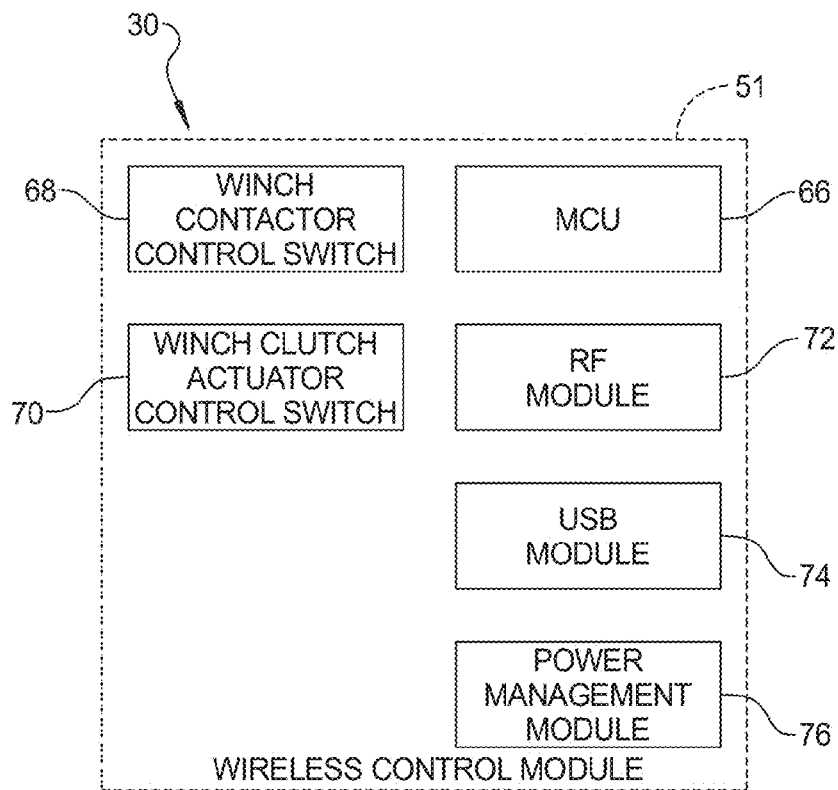 30
51
68
WINCH
CONTACTOR
CONTROL SWITCH
MCU
66
WINCH CLUTCH
ACTUATOR
CONTROL SWITCH
70
RF
MODULE
72
USB
MODULE
74
POWER
MANAGEMENT
MODULE
76
WIRELESS CONTROL MODULE